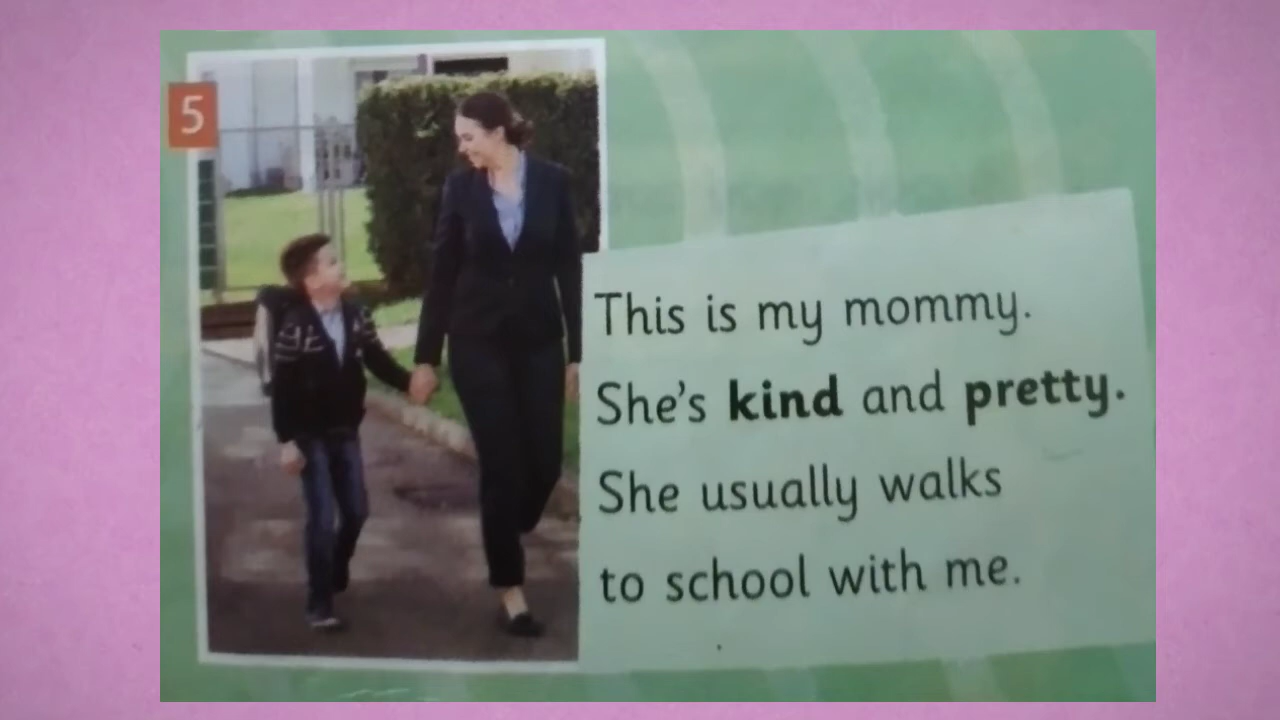 5
This is my mommy.
She's kind and pretty.
She usually walks
to school with me.